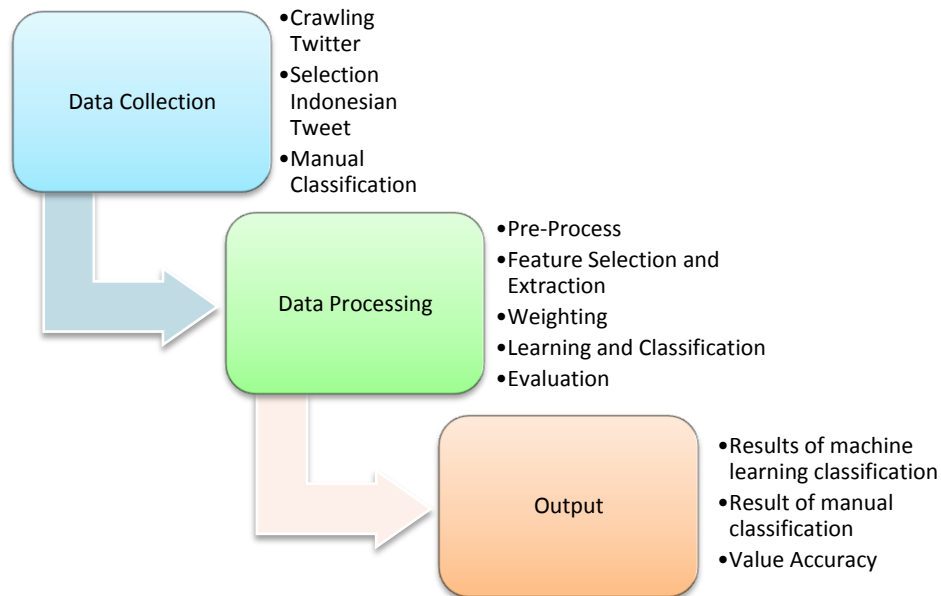 Data Collection
•Crawling
Twitter
•Selection
Indonesian
Tweet
•Manual
Classification
Data Processing
•Pre-Process
•Feature Selection and
Extraction
•Weighting
•Learning and Classification
•Evaluation
Output
•Results of machine
learning classification
•Result of manual
classification
•Value Accuracy